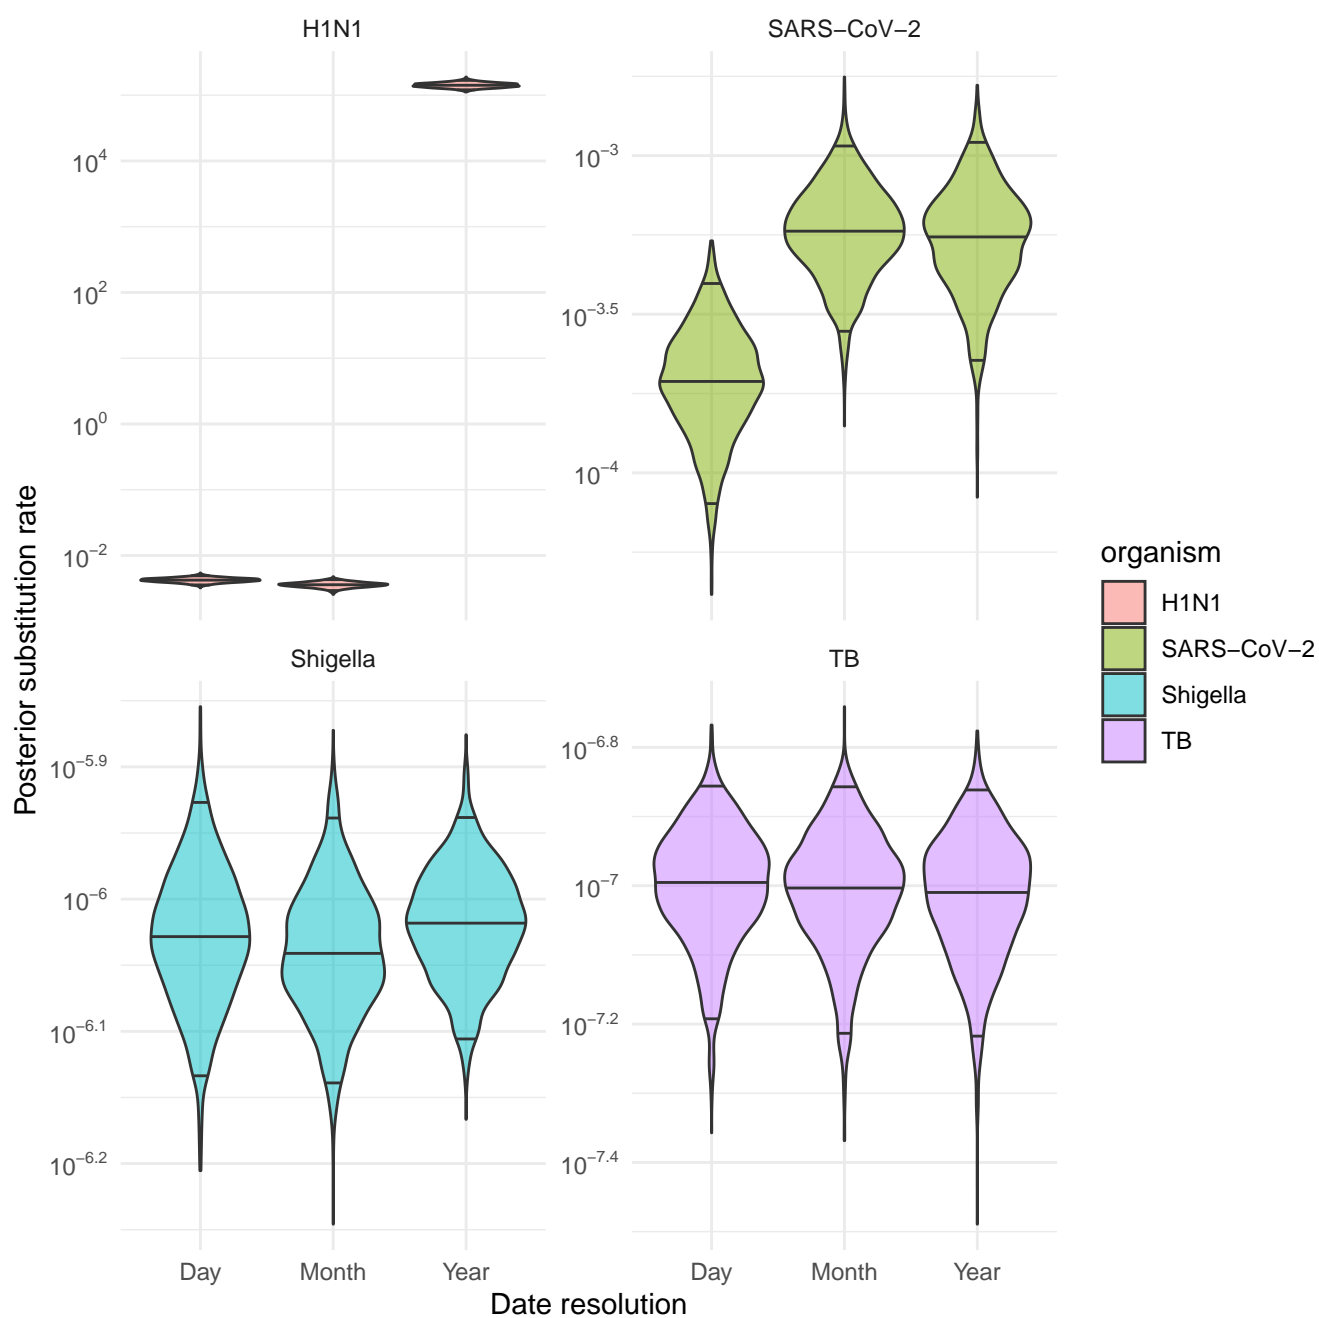 H1N1
SARS−CoV−2
10^4
10^2
10^0
10^−2
10^−3
10^−3.5
10^−4
Posterior substitution rate
organism
H1N1
SARS−CoV−2
Shigella
TB
Shigella
TB
10^−5.9
10^−6
10^−6.1
10^−6.2
10^−6.8
10^−7
10^−7.2
10^−7.4
Day Month Year
Day Month Year
Date resolution